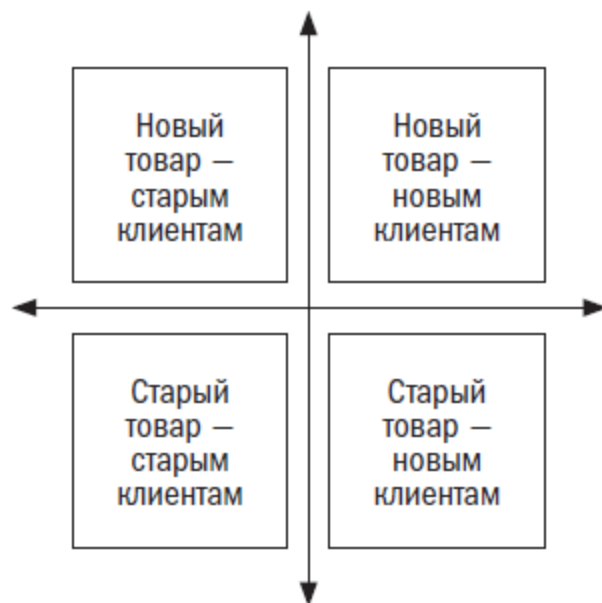 Новый
товар —
старым
клиентам
Новый
товар —
новым
клиентам
Старый
товар —
старым
клиентам
Старый
товар —
новым
клиентам